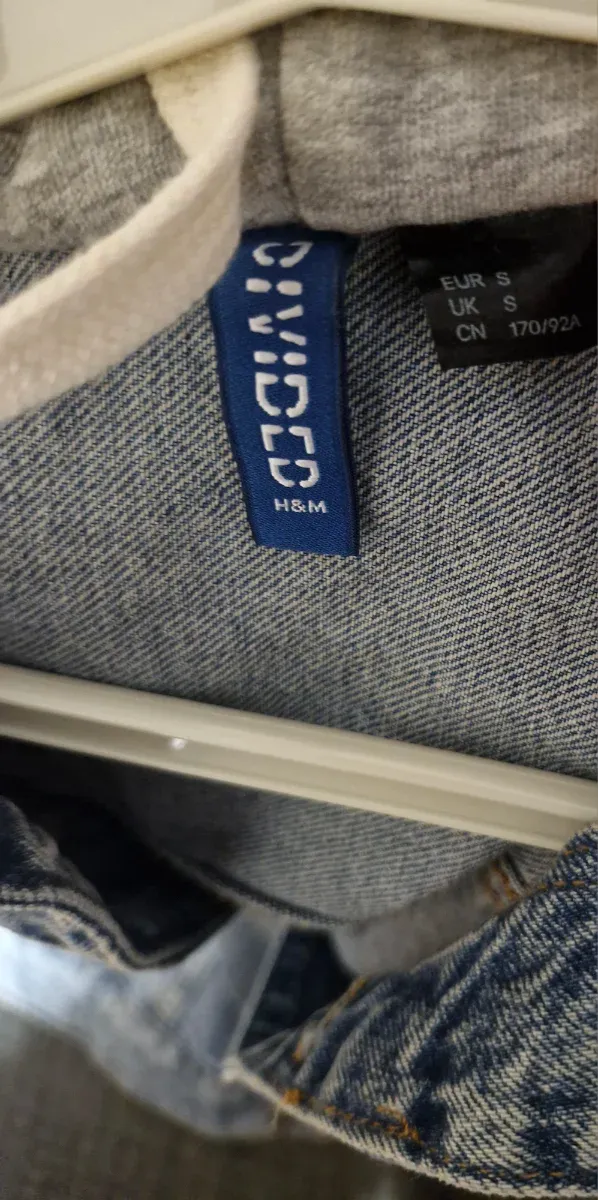 DIVIDED
H&M
EUR S
UK S
CN 170/92A